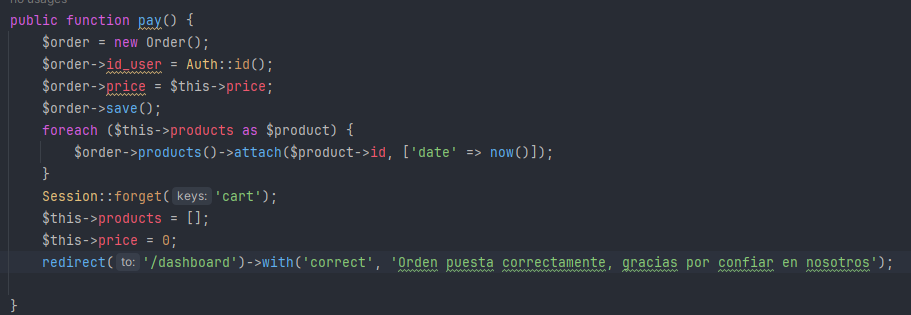 no usages
public function pay() {
    $order = new Order();
    $order->id_user = Auth::id();
    $order->price = $this->price;
    $order->save();
    foreach ($this->products as $product) {
        $order->products()->attach($product->id, ['date' => now()]);
    }
    Session::forget( keys: 'cart');
    $this->products = [];
    $this->price = 0;
    redirect( to: '/dashboard')->with('correct', 'Orden puesta correctamente, gracias por confiar en nosotros');
}